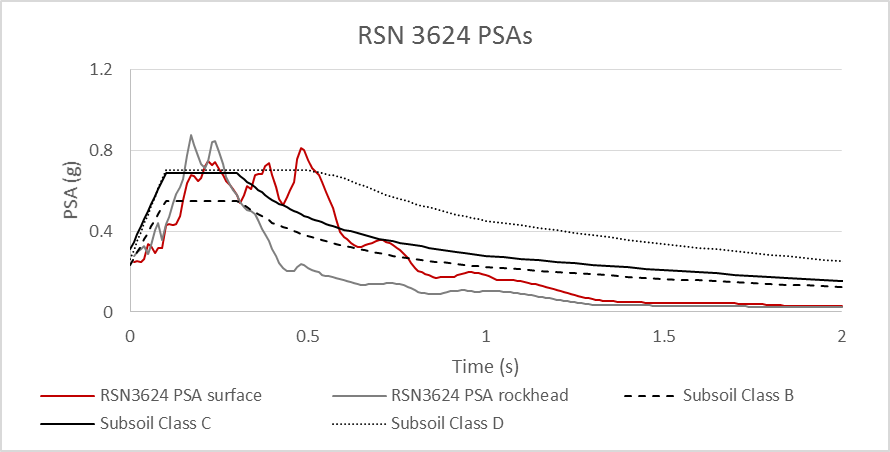 RSN 3624 PSAs
PSA (g)
1.2
0.8
0.4
0
0 0.5 1 1.5 2
Time (s)
RSN3624 PSA surface RSN3624 PSA rockhead Subsoil Class B
Subsoil Class C Subsoil Class D